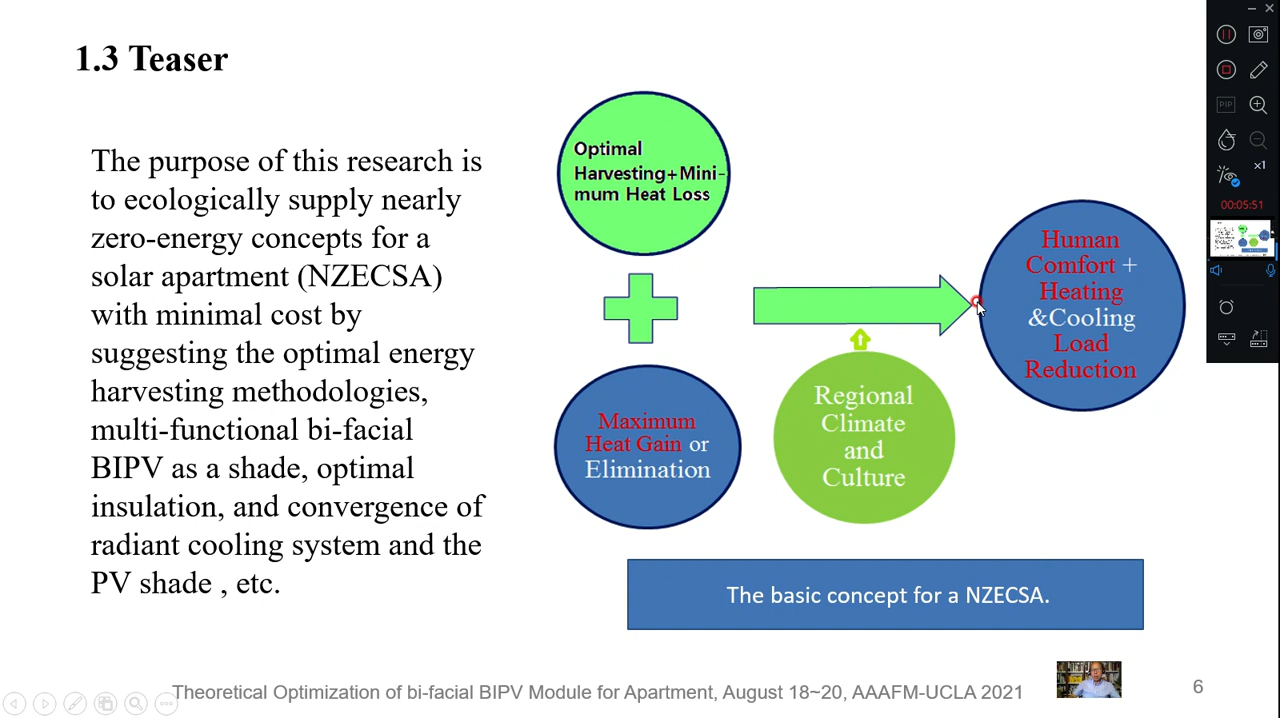 1.3 Teaser
The purpose of this research is
to ecologically supply nearly
zero-energy concepts for a
solar apartment (NZECSA)
with minimal cost by
suggesting the optimal energy
harvesting methodologies,
multi-functional bi-facial
BIPV as a shade, optimal
insulation, and convergence of
radiant cooling system and the
PV shade , etc.
Optimal
Harvesting+Mini-
mum Heat Loss
Maximum
Heat Gain or
Elimination
Regional
Climate
and
Culture
Human
Comfort +
Heating
&Cooling
Load
Reduction
The basic concept for a NZECSA.
Theoretical Optimization of bi-facial BIPV Module for Apartment, August 18~20, AAAFM-UCLA 2021
6
PIP
x1
00:05:51